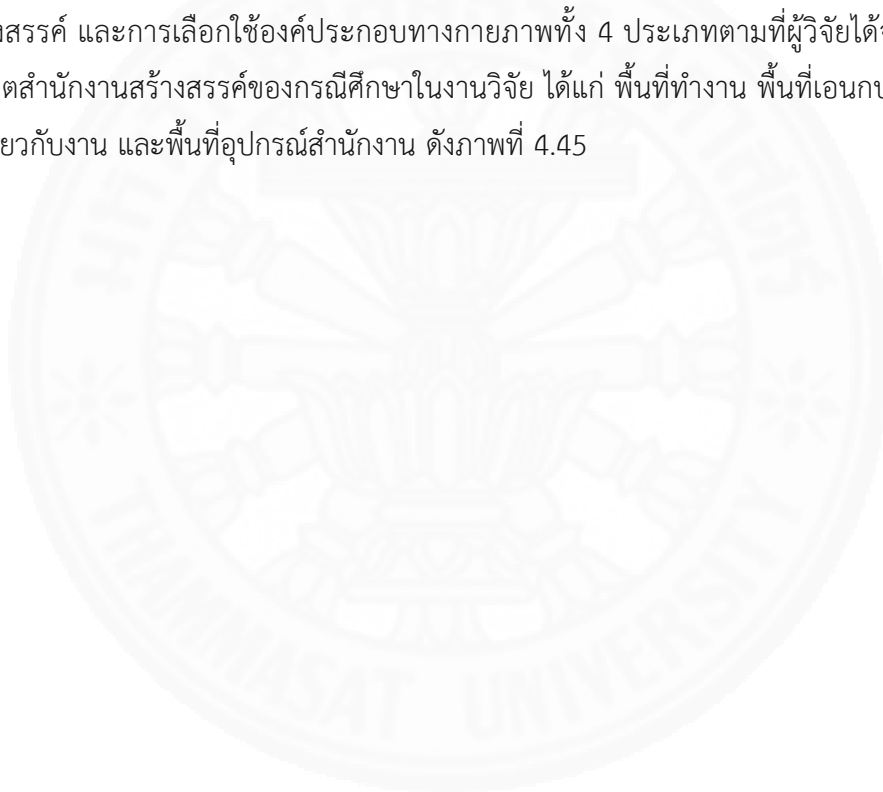 งสรรค์ และการเลือกใช้องค์ประกอบทางกายภาพทั้ง 4 ประเภทตามที่ผู้วิจัยได้
ตสำนักงานสร้างสรรค์ของกรณีศึกษาในงานวิจัย ได้แก่ พื้นที่ทำงาน พื้นที่เอนก
ยวกับงาน และพื้นที่อุปกรณ์สำนักงาน ดังภาพที่ 4.45
THAMMASAT UNIVERSITY